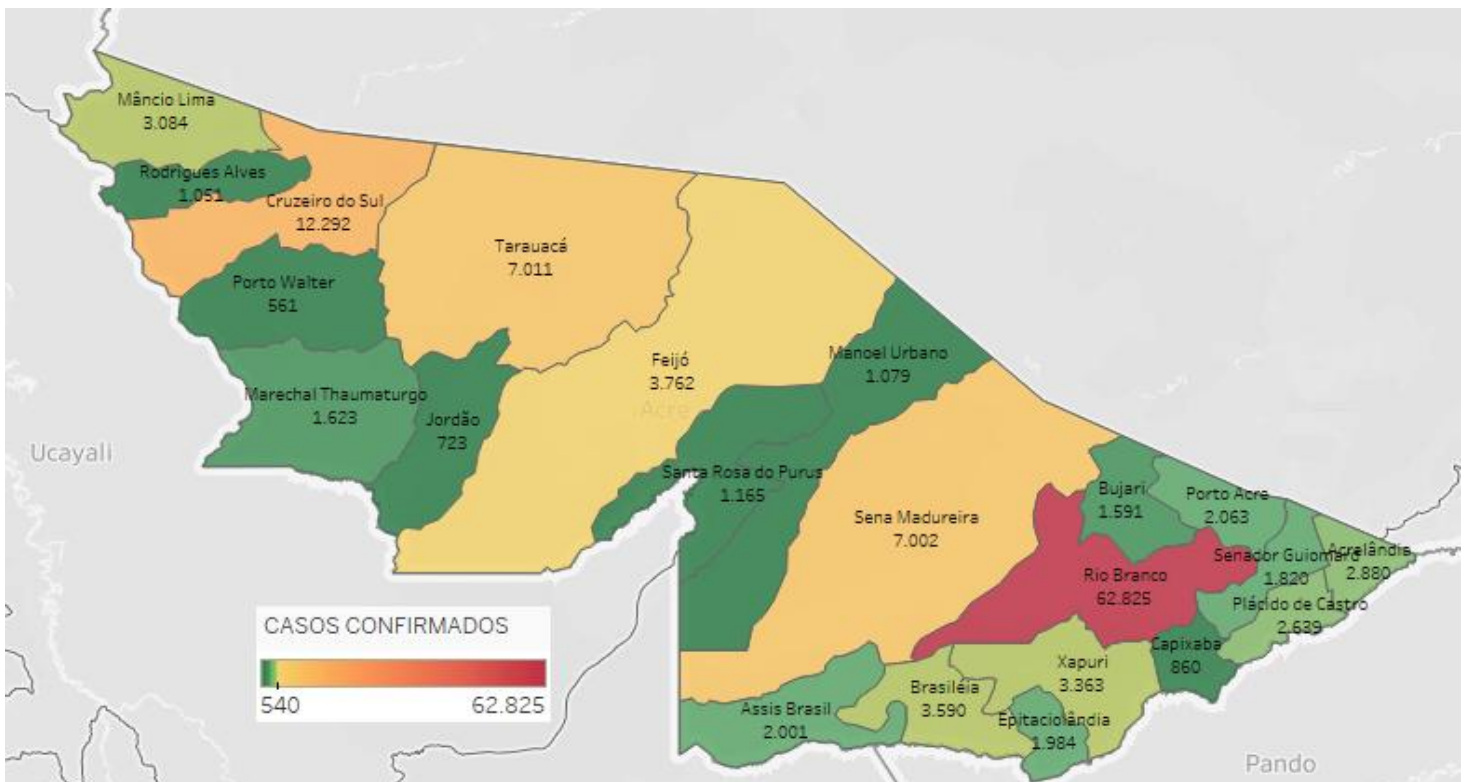 Mâncio Lima
3.084
Rodrigues Alves
1.051
Cruzeiro do Sul
12.292
Tarauacá
7.011
Porto Walter
561
Feijó
3.762
Acre
Manoel Urbano
1.079
Marechal Thaumaturgo
1.623
Jordão
723
Ucayali
Santa Rosa do Purus
1.165
Sena Madureira
7.002
Bujari
1.591
Porto Acre
2.063
Senador Guiomard
1.820
Acrelândia
2.880
Rio Branco
62.825
Plácido de Castro
2.639
Capixaba
860
Xapuri
3.363
Brasiléia
3.590
Assis Brasil
2.001
Epitaciolândia
1.984
Pando
CASOS CONFIRMADOS
540
62.825